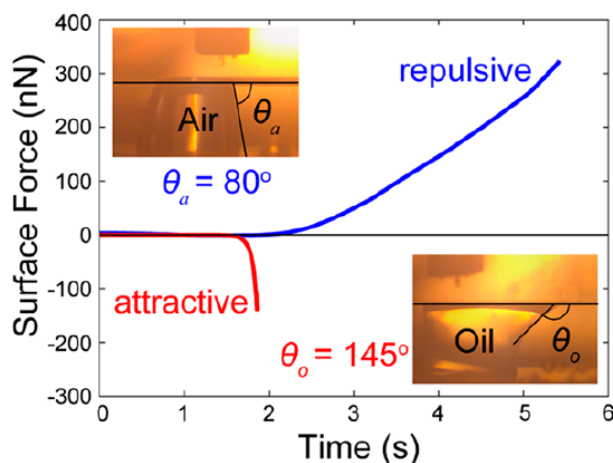 Surface Force (nN)
400
300
200
100
0
-100
-200
-300
Air
θₐ
θₐ = 80°
repulsive
attractive
θₒ = 145°
Oil
θₒ
0
1
2
3
4
5
6
Time (s)